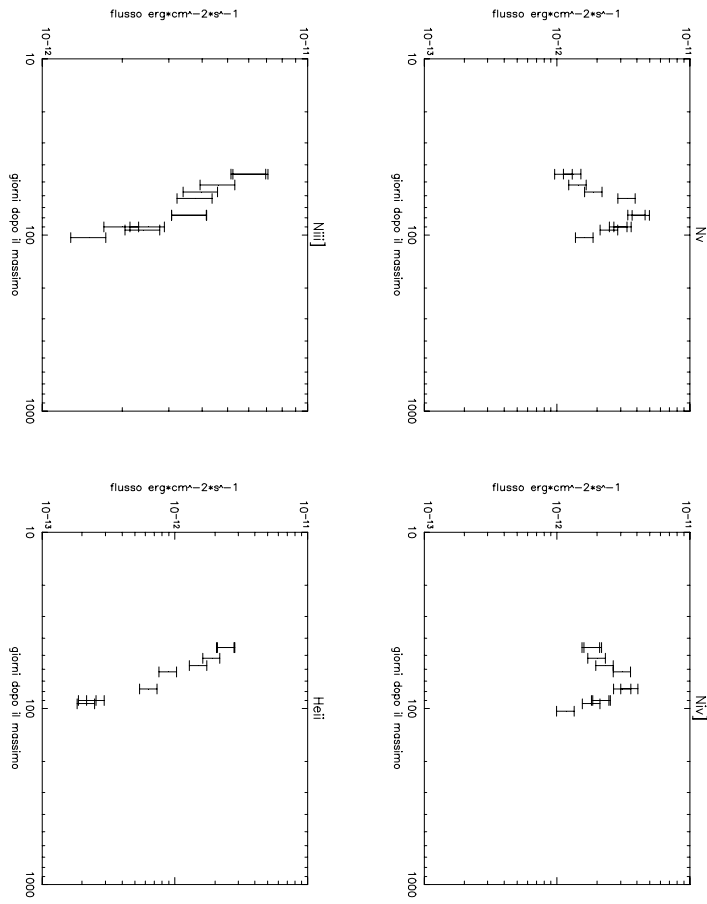 Nv
10^-11
10^-12
10^-13
flusso erg*cm^-2*s^-1
10
100
1000
giorni dopo il massimo
Niv]
10^-11
10^-12
10^-13
flusso erg*cm^-2*s^-1
10
100
1000
giorni dopo il massimo
Niii]
10^-11
10^-12
flusso erg*cm^-2*s^-1
10
100
1000
giorni dopo il massimo
Heii
10^-11
10^-12
10^-13
flusso erg*cm^-2*s^-1
10
100
1000
giorni dopo il massimo